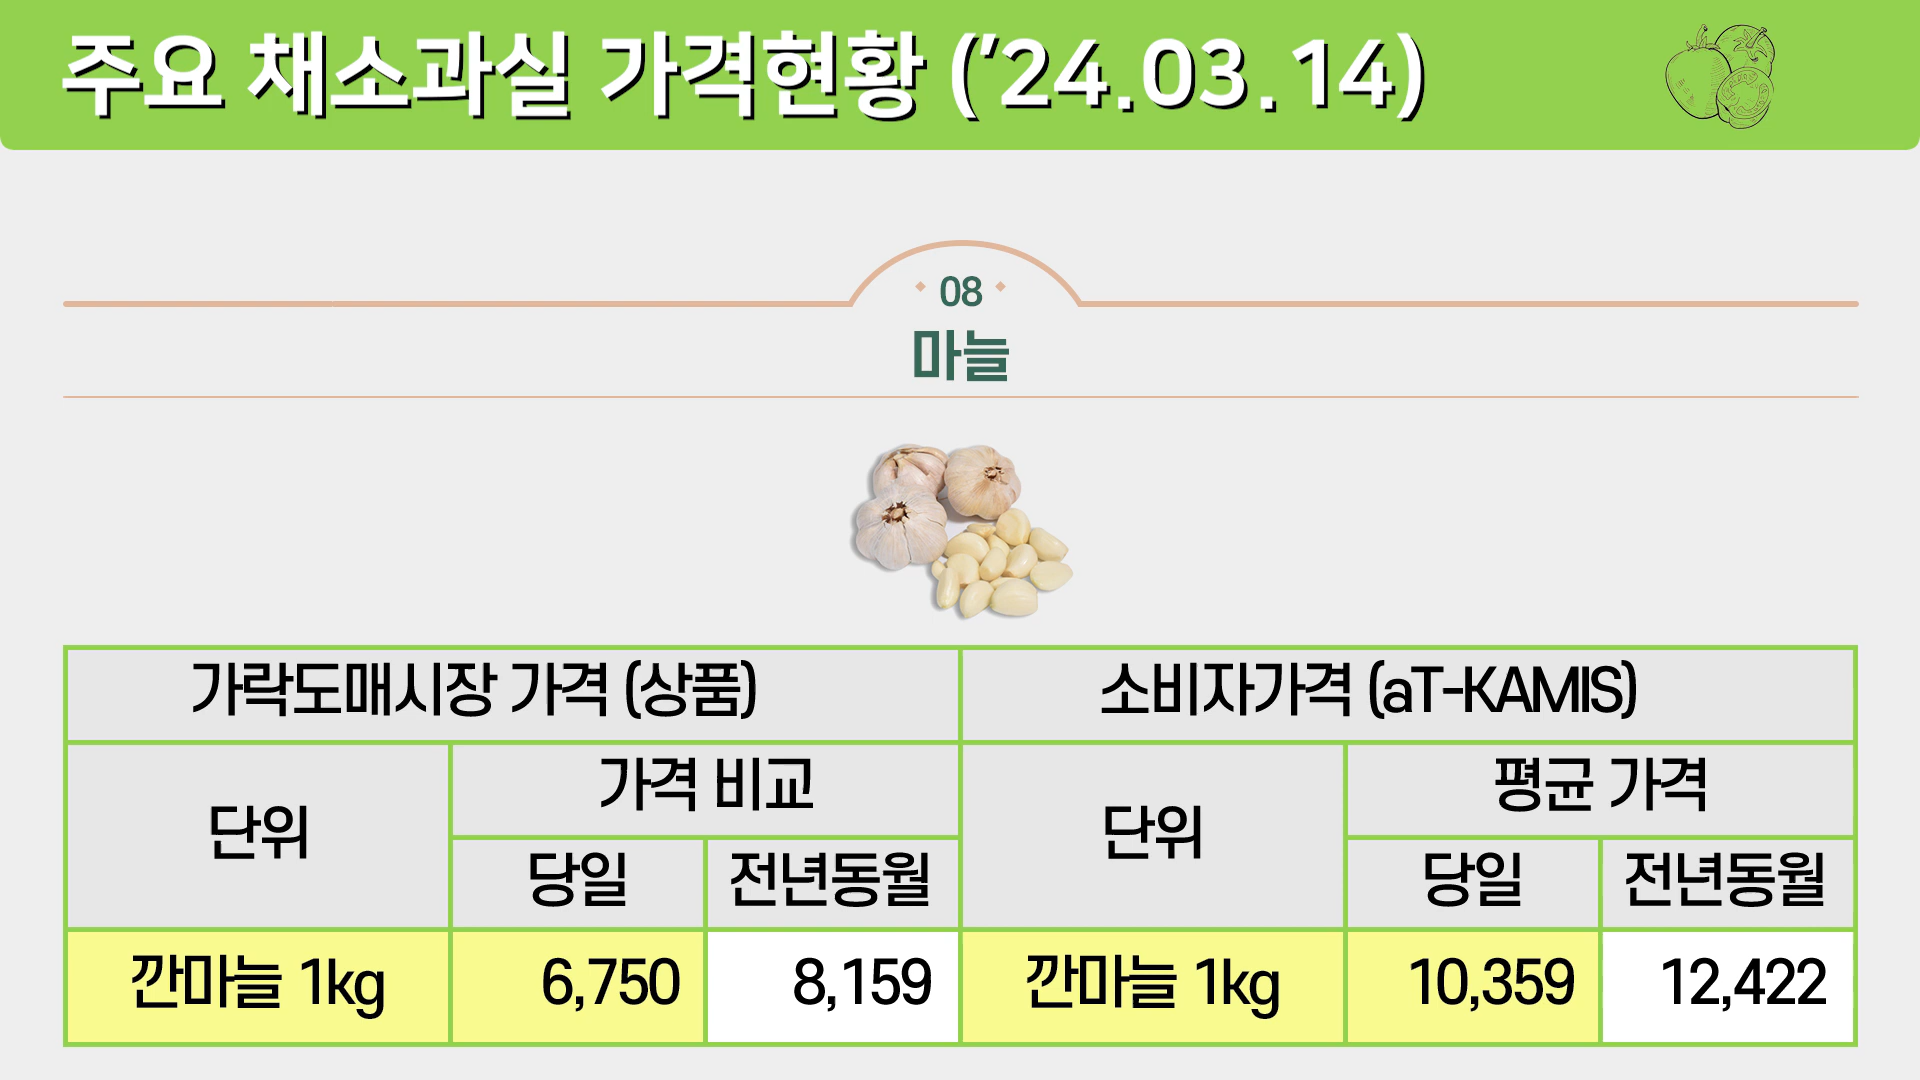 주요 채소과실 가격현황 (’24.03.14)
08
마늘
가락도매시장 가격 (상품) 소비자가격 (aT-KAMIS)
단위 가격 비교 단위 평균 가격
당일 전년동월 당일 전년동월
깐마늘 1kg 6,750 8,159 깐마늘 1kg 10,359 12,422